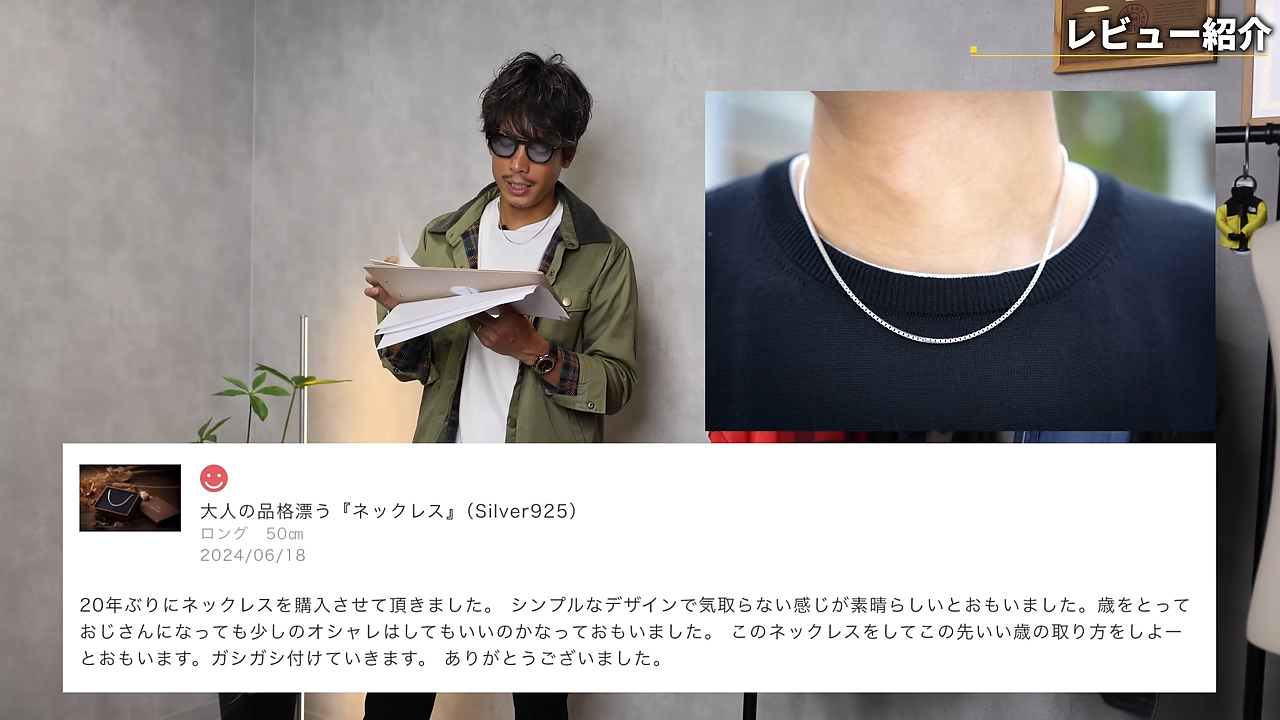 レビュー紹介
大人の品格漂う『ネックレス』（Silver925）
ロング　50㎝
2024/06/18
20年ぶりにネックレスを購入させて頂きました。 シンプルなデザインで気取らない感じが素晴らしいとおもいました。歳をとって
おじさんになっても少しのオシャレはしてもいいのかなっておもいました。 このネックレスをしてこの先いい歳の取り方をしよー
とおもいます。ガシガシ付けていきます。 ありがとうございました。